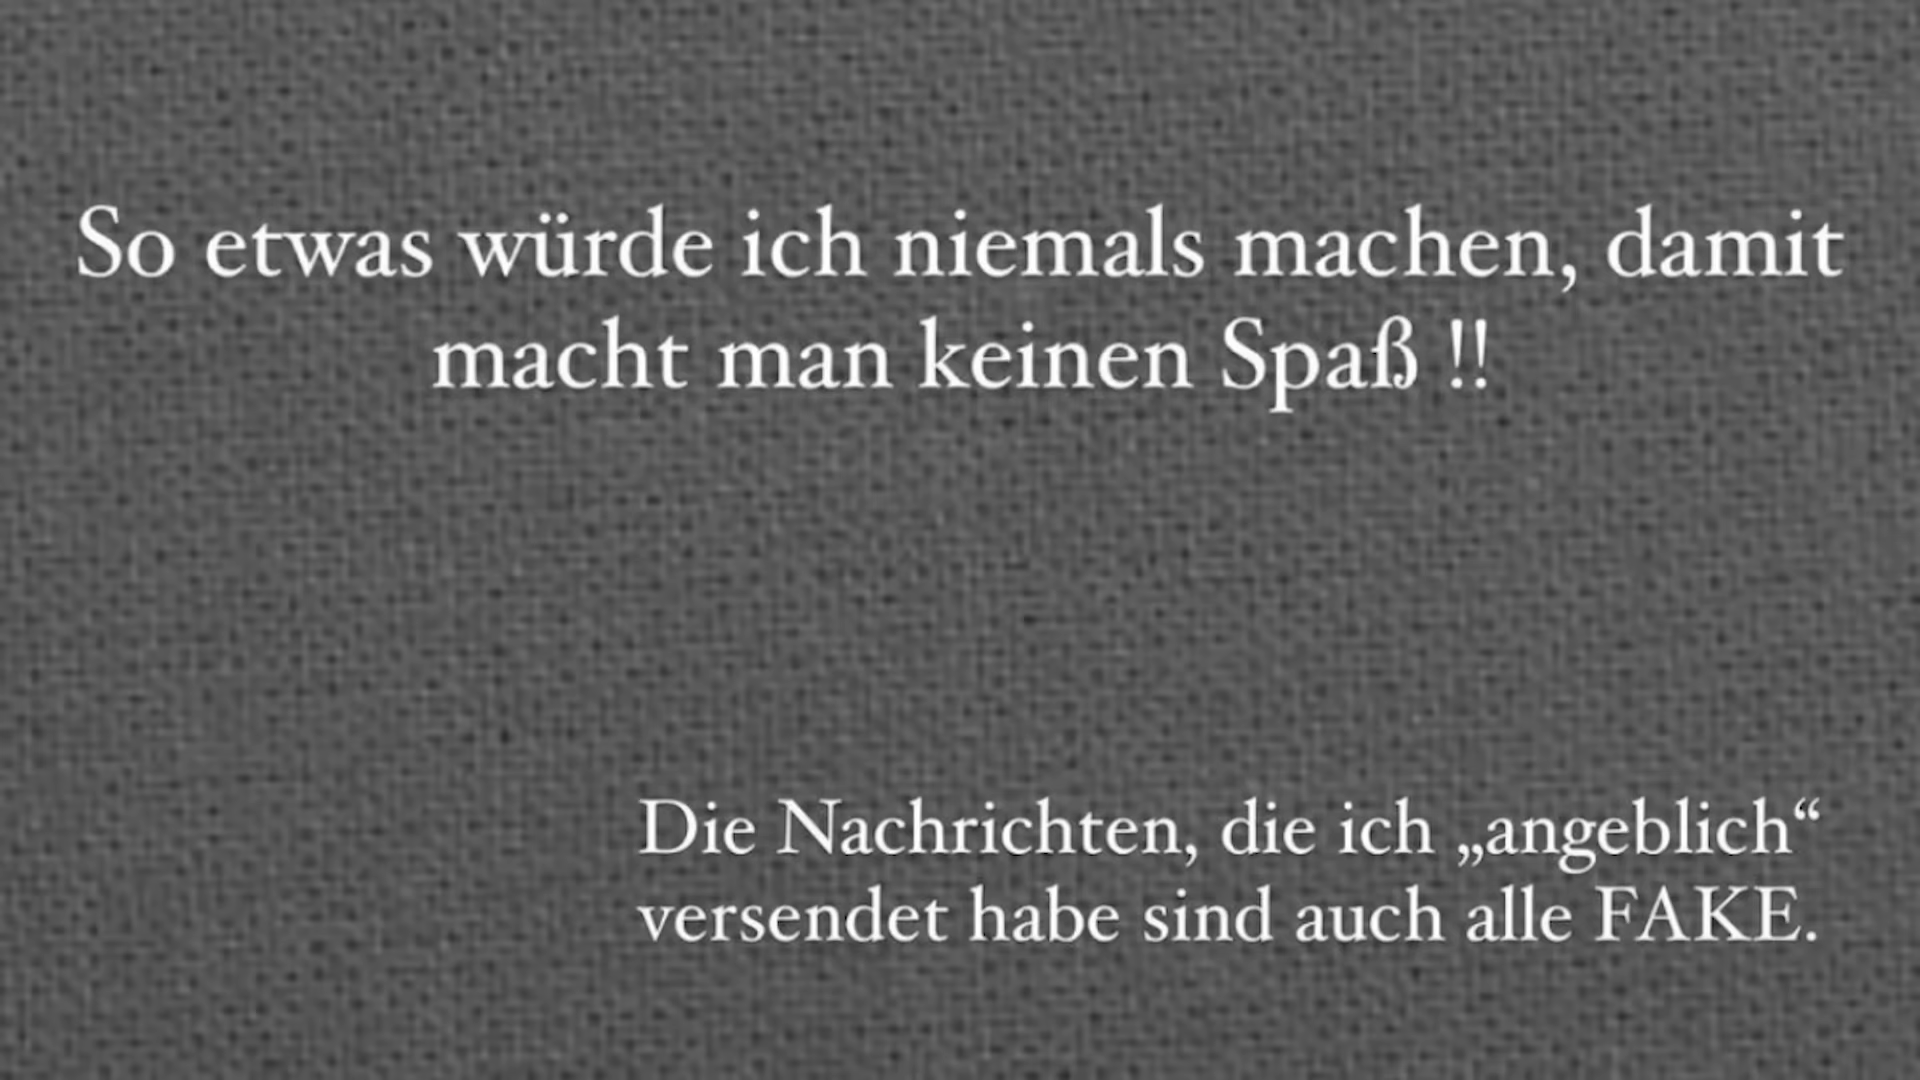 So etwas würde ich niemals machen, damit
macht man keinen Spaß !!
Die Nachrichten, die ich „angeblich“
versendet habe sind auch alle FAKE.